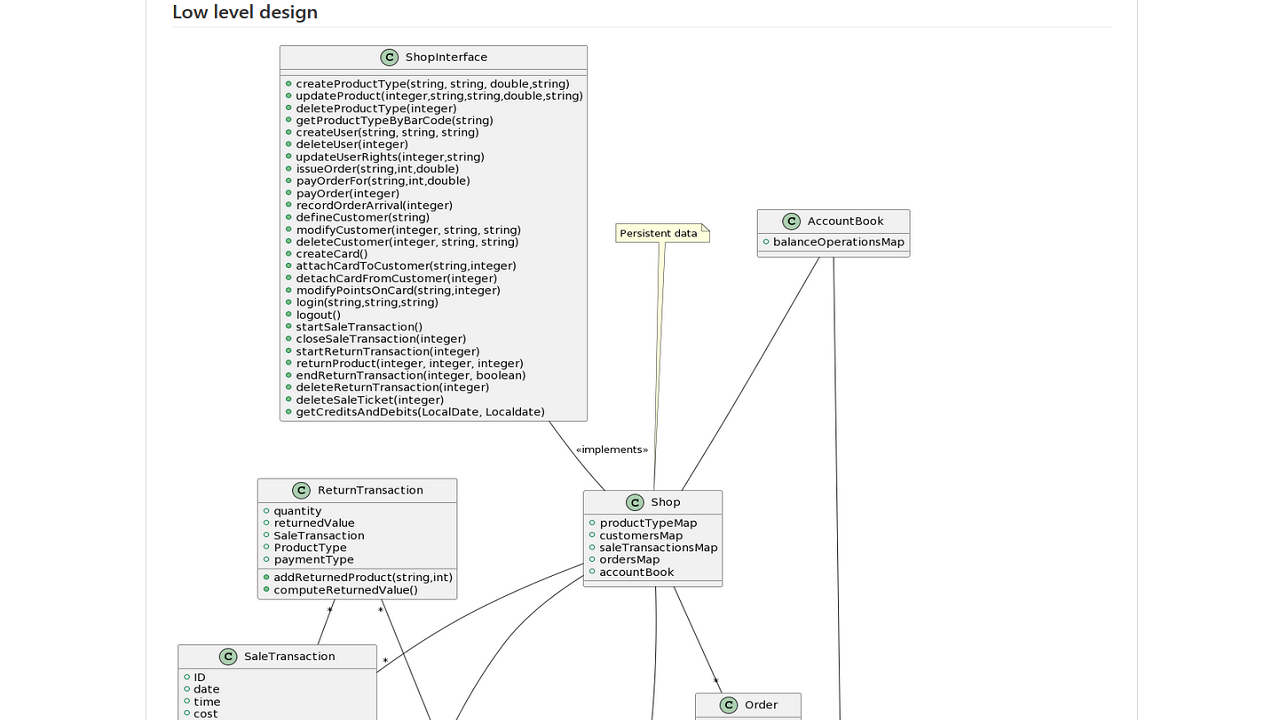 Low level design
C ShopInterface
createProductType(string, string, double,string)
updateProduct(integer,string,string,double,string)
deleteProductType(integer)
getProductTypeByBarCode(string)
createUser(string, string, string)
deleteUser(integer)
updateUserRights(integer,string)
issueOrder(string,int,double)
payOrderFor(string,int,double)
payOrder(integer)
recordOrderArrival(integer)
defineCustomer(string)
modifyCustomer(integer, string, string)
deleteCustomer(integer, string, string)
createCard()
attachCardToCustomer(string,integer)
detachCardFromCustomer(integer)
modifyPointsOnCard(string,integer)
login(string,string,string)
logout()
startSaleTransaction()
closeSaleTransaction(integer)
startReturnTransaction(integer)
returnProduct(integer, integer, integer)
endReturnTransaction(integer, boolean)
deleteReturnTransaction(integer)
deleteSaleTicket(integer)
getCreditsAndDebits(LocalDate, Localdate)
Persistent data
C AccountBook
balanceOperationsMap
«implements»
C ReturnTransaction
quantity
returnedValue
SaleTransaction
ProductType
paymentType
addReturnedProduct(string,int)
computeReturnedValue()
C Shop
productTypeMap
customersMap
saleTransactionsMap
ordersMap
accountBook
* *
*
*
C SaleTransaction
ID
date
time
cost
C Order